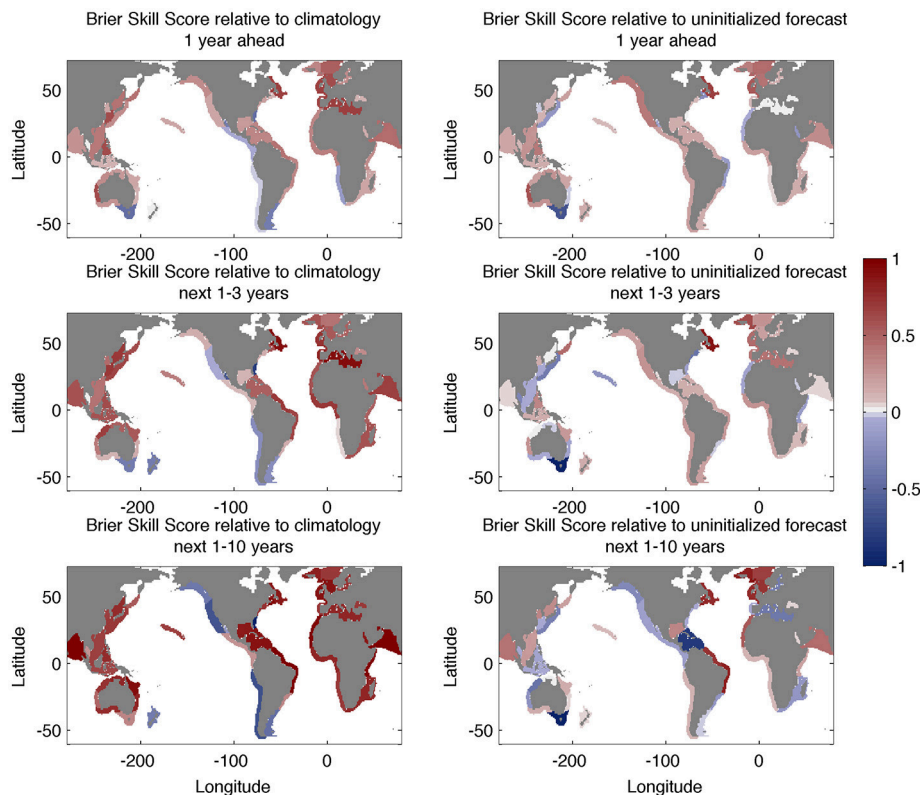 Brier Skill Score relative to climatology
1 year ahead
Brier Skill Score relative to uninitialized forecast
1 year ahead
Latitude
50
0
-50
-200
-100
0
Latitude
50
0
-50
-200
-100
0
Brier Skill Score relative to climatology
next 1-3 years
Brier Skill Score relative to uninitialized forecast
next 1-3 years
Latitude
50
0
-50
-200
-100
0
Latitude
50
0
-50
-200
-100
0
1
0.5
0
-0.5
-1
Brier Skill Score relative to climatology
next 1-10 years
Brier Skill Score relative to uninitialized forecast
next 1-10 years
Latitude
50
0
-50
-200
-100
0
Longitude
Latitude
50
0
-50
-200
-100
0
Longitude